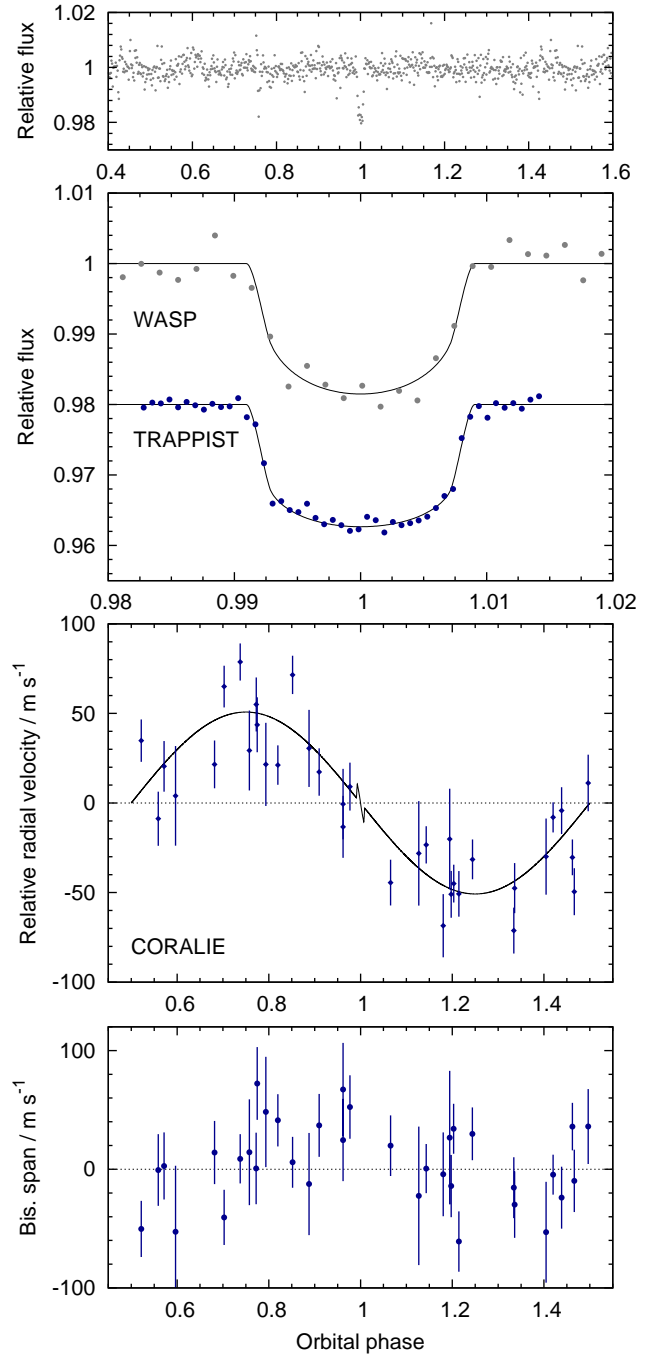 1.02
1
0.98
Relative flux
0.4 0.6 0.8 1 1.2 1.4 1.6
1.01
1
0.99
0.98
0.97
0.96
Relative flux
Relative flux
WASP
TRAPPIST
0.98 0.99 1 1.01 1.02
100
50
0
-50
-100
Relative radial velocity / m s⁻¹
CORALIE
0.6 0.8 1 1.2 1.4
100
0
-100
Bis. span / m s⁻¹
0.6 0.8 1 1.2 1.4
Orbital phase